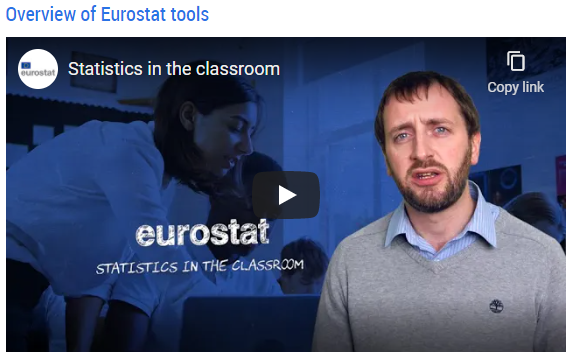 Overview of Eurostat tools
eurostat
Statistics in the classroom
Copy link
eurostat
STATISTICS IN THE CLASSROOM